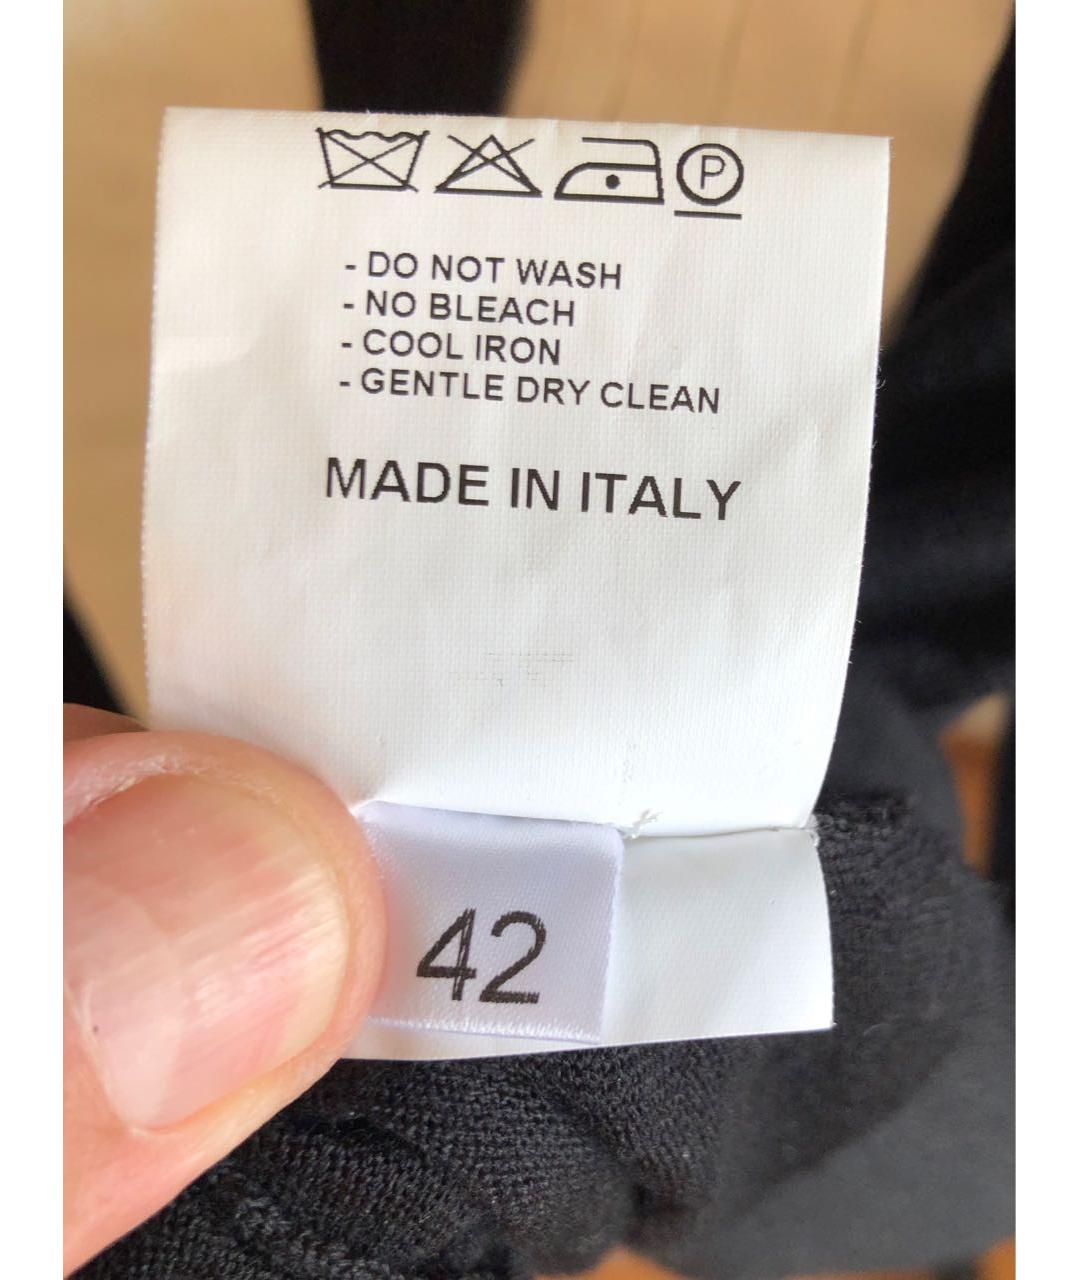 P
- DO NOT WASH
- NO BLEACH
- COOL IRON
- GENTLE DRY CLEAN
MADE IN ITALY
42